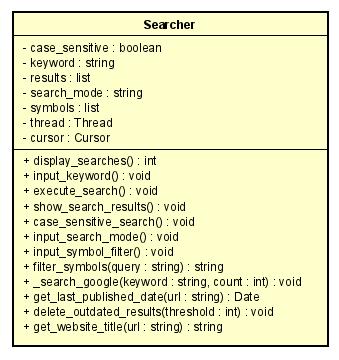 Searcher
- case_sensitive : boolean
- keyword : string
- results : list
- search_mode : string
- symbols : list
- thread : Thread
- cursor : Cursor
+ display_searches() : int
+ input_keyword() : void
+ execute_search() : void
+ show_search_results() : void
+ case_sensitive_search() : void
+ input_search_mode() : void
+ input_symbol_filter() : void
+ filter_symbols(query : string) : string
+ _search_google(keyword : string, count : int) : void
+ get_last_published_date(url : string) : Date
+ delete_outdated_results(threshold : int) : void
+ get_website_title(url : string) : string